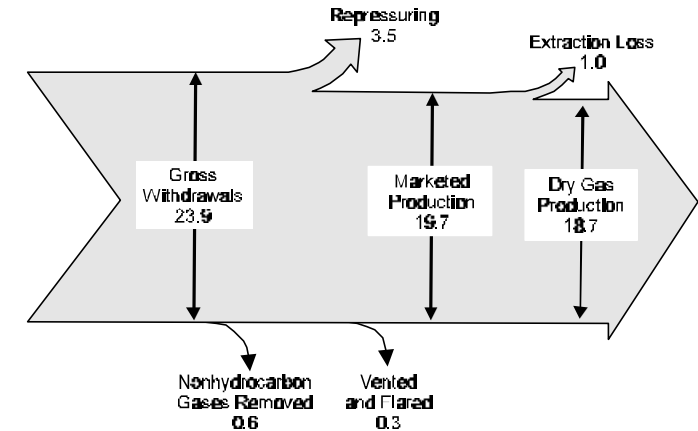 Repressuring
3.5
Extraction Loss
1.0
Gross
Withdrawals
23.9
Marketed
Production
19.7
Dry Gas
Production
18.7
Nonhydrocarbon
Gases Removed
0.6
Vented
and Flared
0.3